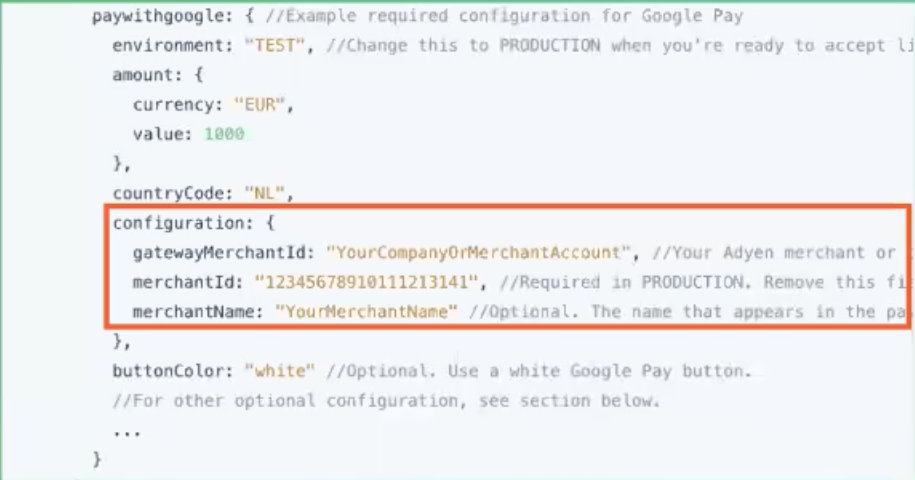 paywithgoogle: { //Example required configuration for Google Pay
environment: "TEST", //Change this to PRODUCTION when you're ready to accept li
amount: {
currency: "EUR",
value: 1000
},
countryCode: "NL",
configuration: {
gatewayMerchantId: "YourCompanyOrMerchantAccount", //Your Adyen merchant or
merchantId: "12345678910111213141", //Required in PRODUCTION. Remove this fi
merchantName: "YourMerchantName" //Optional. The name that appears in the pa
},
buttonColor: "white" //Optional. Use a white Google Pay button.
//For other optional configuration, see section below.
...
}